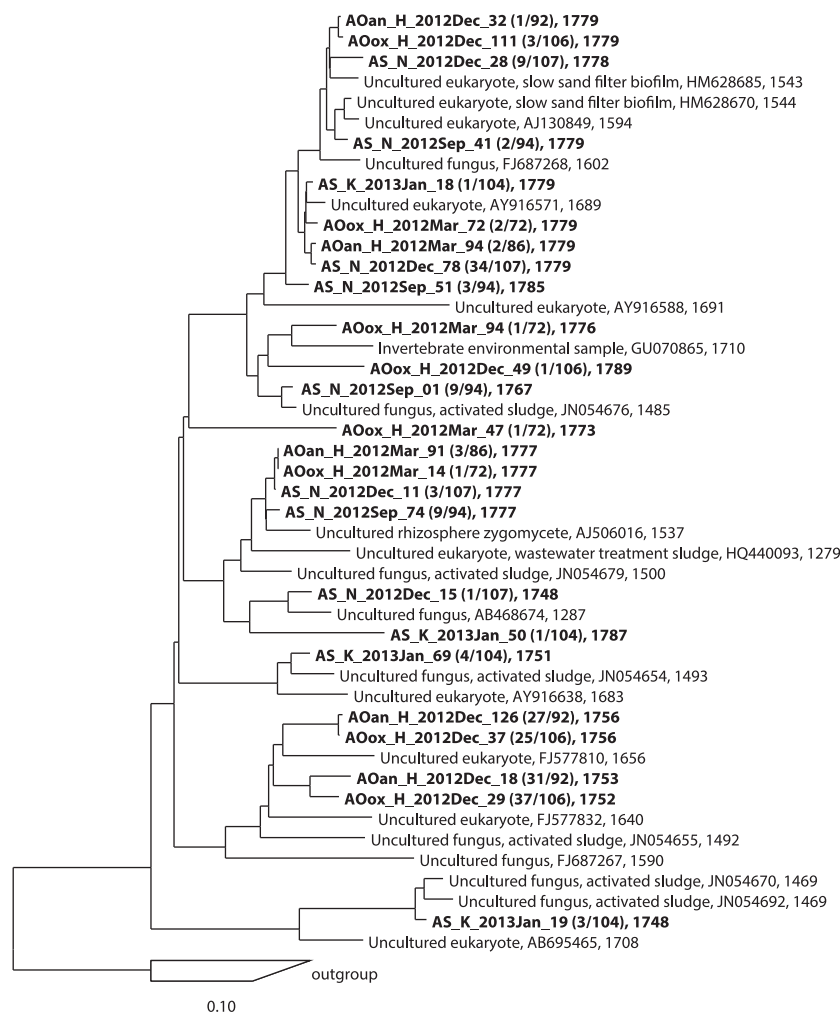 AOan_H_2012Dec_32 (1/92), 1779
AOox_H_2012Dec_111 (3/106), 1779
AS_N_2012Dec_28 (9/107), 1778
Uncultured eukaryote, slow sand filter biofilm, HM628685, 1543
Uncultured eukaryote, slow sand filter biofilm, HM628670, 1544
Uncultured eukaryote, AJ130849, 1594
AS_N_2012Sep_41 (2/94), 1779
Uncultured fungus, FJ687268, 1602
AS_K_2013Jan_18 (1/104), 1779
Uncultured eukaryote, AY916571, 1689
AOox_H_2012Mar_72 (2/72), 1779
AOan_H_2012Mar_94 (2/86), 1779
AS_N_2012Dec_78 (34/107), 1779
AS_N_2012Sep_51 (3/94), 1785
Uncultured eukaryote, AY916588, 1691
AOox_H_2012Mar_94 (1/72), 1776
Invertebrate environmental sample, GU070865, 1710
AOox_H_2012Dec_49 (1/106), 1789
AS_N_2012Sep_01 (9/94), 1767
Uncultured fungus, activated sludge, JN054676, 1485
AOox_H_2012Mar_47 (1/72), 1773
AOan_H_2012Mar_91 (3/86), 1777
AOox_H_2012Mar_14 (1/72), 1777
AS_N_2012Dec_11 (3/107), 1777
AS_N_2012Sep_74 (9/94), 1777
Uncultured rhizosphere zygomycete, AJ506016, 1537
Uncultured eukaryote, wastewater treatment sludge, HQ440093, 1279
Uncultured fungus, activated sludge, JN054679, 1500
AS_N_2012Dec_15 (1/107), 1748
Uncultured fungus, AB468674, 1287
AS_K_2013Jan_50 (1/104), 1787
AS_K_2013Jan_69 (4/104), 1751
Uncultured fungus, activated sludge, JN054654, 1493
Uncultured eukaryote, AY916638, 1683
AOan_H_2012Dec_126 (27/92), 1756
AOox_H_2012Dec_37 (25/106), 1756
Uncultured eukaryote, FJ577810, 1656
AOan_H_2012Dec_18 (31/92), 1753
AOox_H_2012Dec_29 (37/106), 1752
Uncultured eukaryote, FJ577832, 1640
Uncultured fungus, activated sludge, JN054655, 1492
Uncultured fungus, FJ687267, 1590
Uncultured fungus, activated sludge, JN054670, 1469
Uncultured fungus, activated sludge, JN054692, 1469
AS_K_2013Jan_19 (3/104), 1748
Uncultured eukaryote, AB695465, 1708
outgroup
0.10